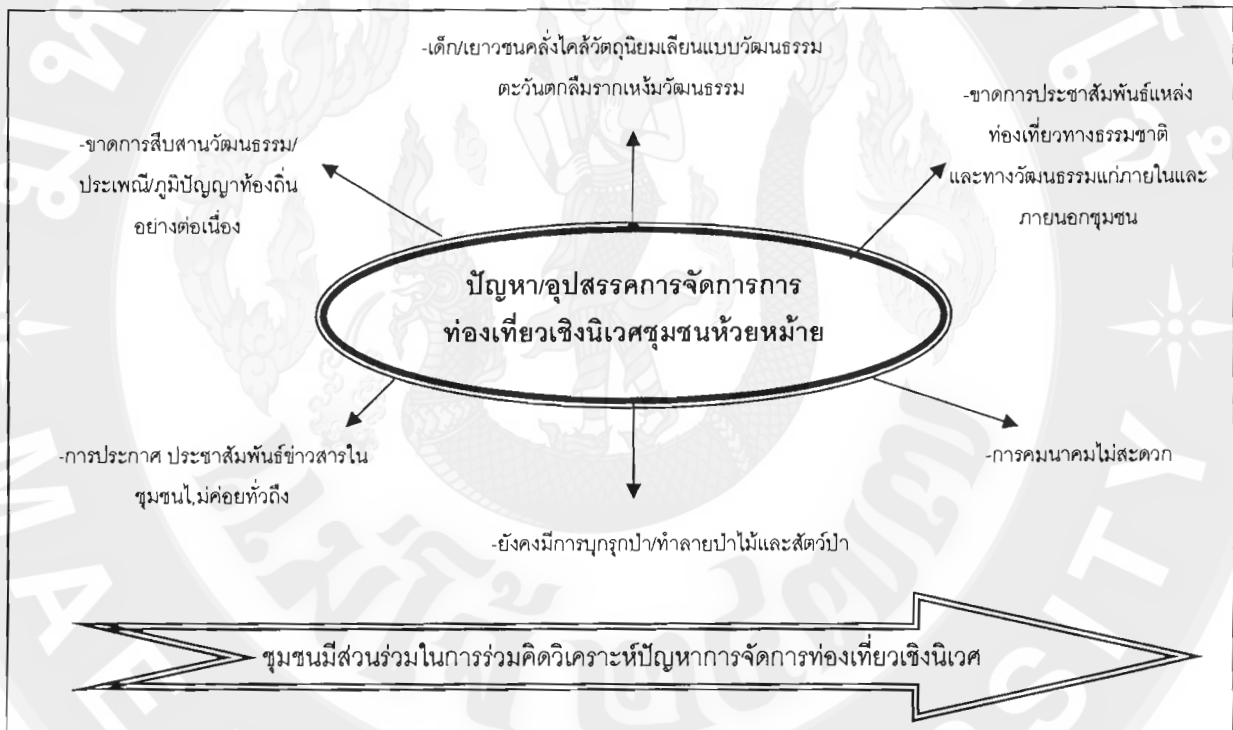 -เด็ก/เยาวชนคลั่งไคล้วัตถุนิยมเลียนแบบวัฒนธรรม
ตะวันตกลืมรากเหง้มวัฒนธรรม
-ขาดการสืบสานวัฒนธรรม/
ประเพณี/ภูมิปัญญาท้องถิ่น
อย่างต่อเนื่อง
-ขาดการประชาสัมพันธ์แหล่ง
ท่องเที่ยวทางธรรมชาติ
และทางวัฒนธรรมแก่ภายในและ
ภายนอกชุมชน
ปัญหา/อุปสรรคการจัดการการ
ท่องเที่ยวเชิงนิเวศชุมชนห้วยหม้าย
-การประกาศ ประชาสัมพันธ์ข่าวสารใน
ชุมชนไม่ค่อยทั่วถึง
-การคมนาคมไม่สะดวก
-ยังคงมีการบุกรุกป่า/ทำลายป่าไม้และสัตว์ป่า
ชุมชนมีส่วนร่วมในการร่วมคิดวิเคราะห์ปัญหาการจัดการท่องเที่ยวเชิงนิเวศ